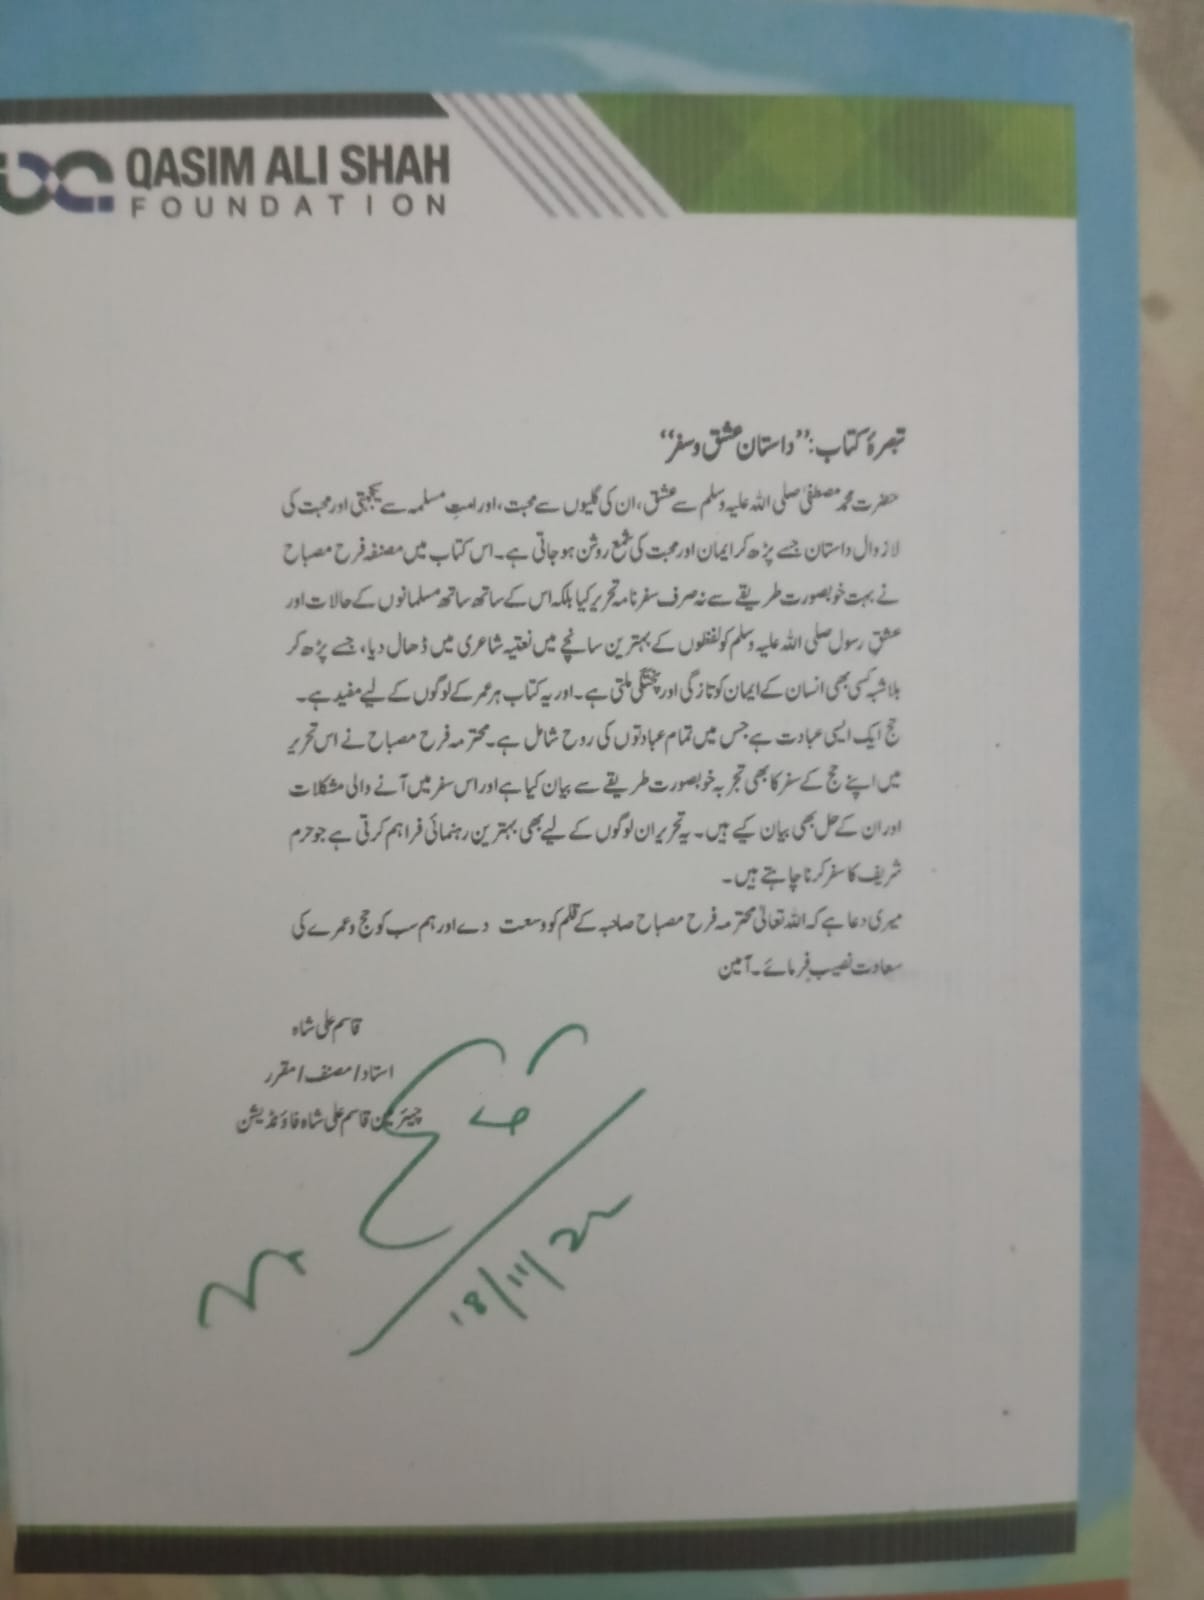 QASIM ALI SHAH
FOUNDATION
تبصرۂ کتاب: ”داستان عشق و سفر“
حضرت محمد مصطفیٰ صلی اللہ علیہ وسلم سے عشق، ان کی گلیوں سے محبت، اور امتِ مسلمہ سے یکجہتی اور محبت کی
لازوال داستان جسے پڑھ کر ایمان اور محبت کی شمع روشن ہو جاتی ہے۔ اس کتاب میں مصنفہ فرح مصباح
نے بہت خوبصورت طریقے سے نہ صرف سفرنامہ تحریر کیا بلکہ اس کے ساتھ ساتھ مسلمانوں کے حالات اور
عشقِ رسول صلی اللہ علیہ وسلم کو لفظوں کے بہترین سانچے میں نعتیہ شاعری میں ڈھال دیا، جسے پڑھ کر
بلاشبہ کسی بھی انسان کے ایمان کو تازگی اور پختگی ملتی ہے۔ اور یہ کتاب ہر عمر کے لوگوں کے لیے مفید ہے۔
حج ایک ایسی عبادت ہے جس میں تمام عبادتوں کی روح شامل ہے۔ محترمہ فرح مصباح نے اس تحریر
میں اپنے حج کے سفر کا بھی تجربہ خوبصورت طریقے سے بیان کیا ہے اور اس سفر میں آنے والی مشکلات
اور ان کے حل بھی بیان کیے ہیں۔ یہ تحریر ان لوگوں کے لیے بھی بہترین رہنمائی فراہم کرتی ہے جو حرم
شریف کا سفر کرنا چاہتے ہیں۔
میری دعا ہے کہ اللہ تعالیٰ محترمہ فرح مصباح صاحبہ کے قلم کو وسعت دے اور ہم سب کو حج و عمرے کی
سعادت نصیب فرمائے۔ آمین
قاسم علی شاہ
استاد/مصنف/مقرر
چیئرمین قاسم علی شاہ فاؤنڈیشن
18/11/22